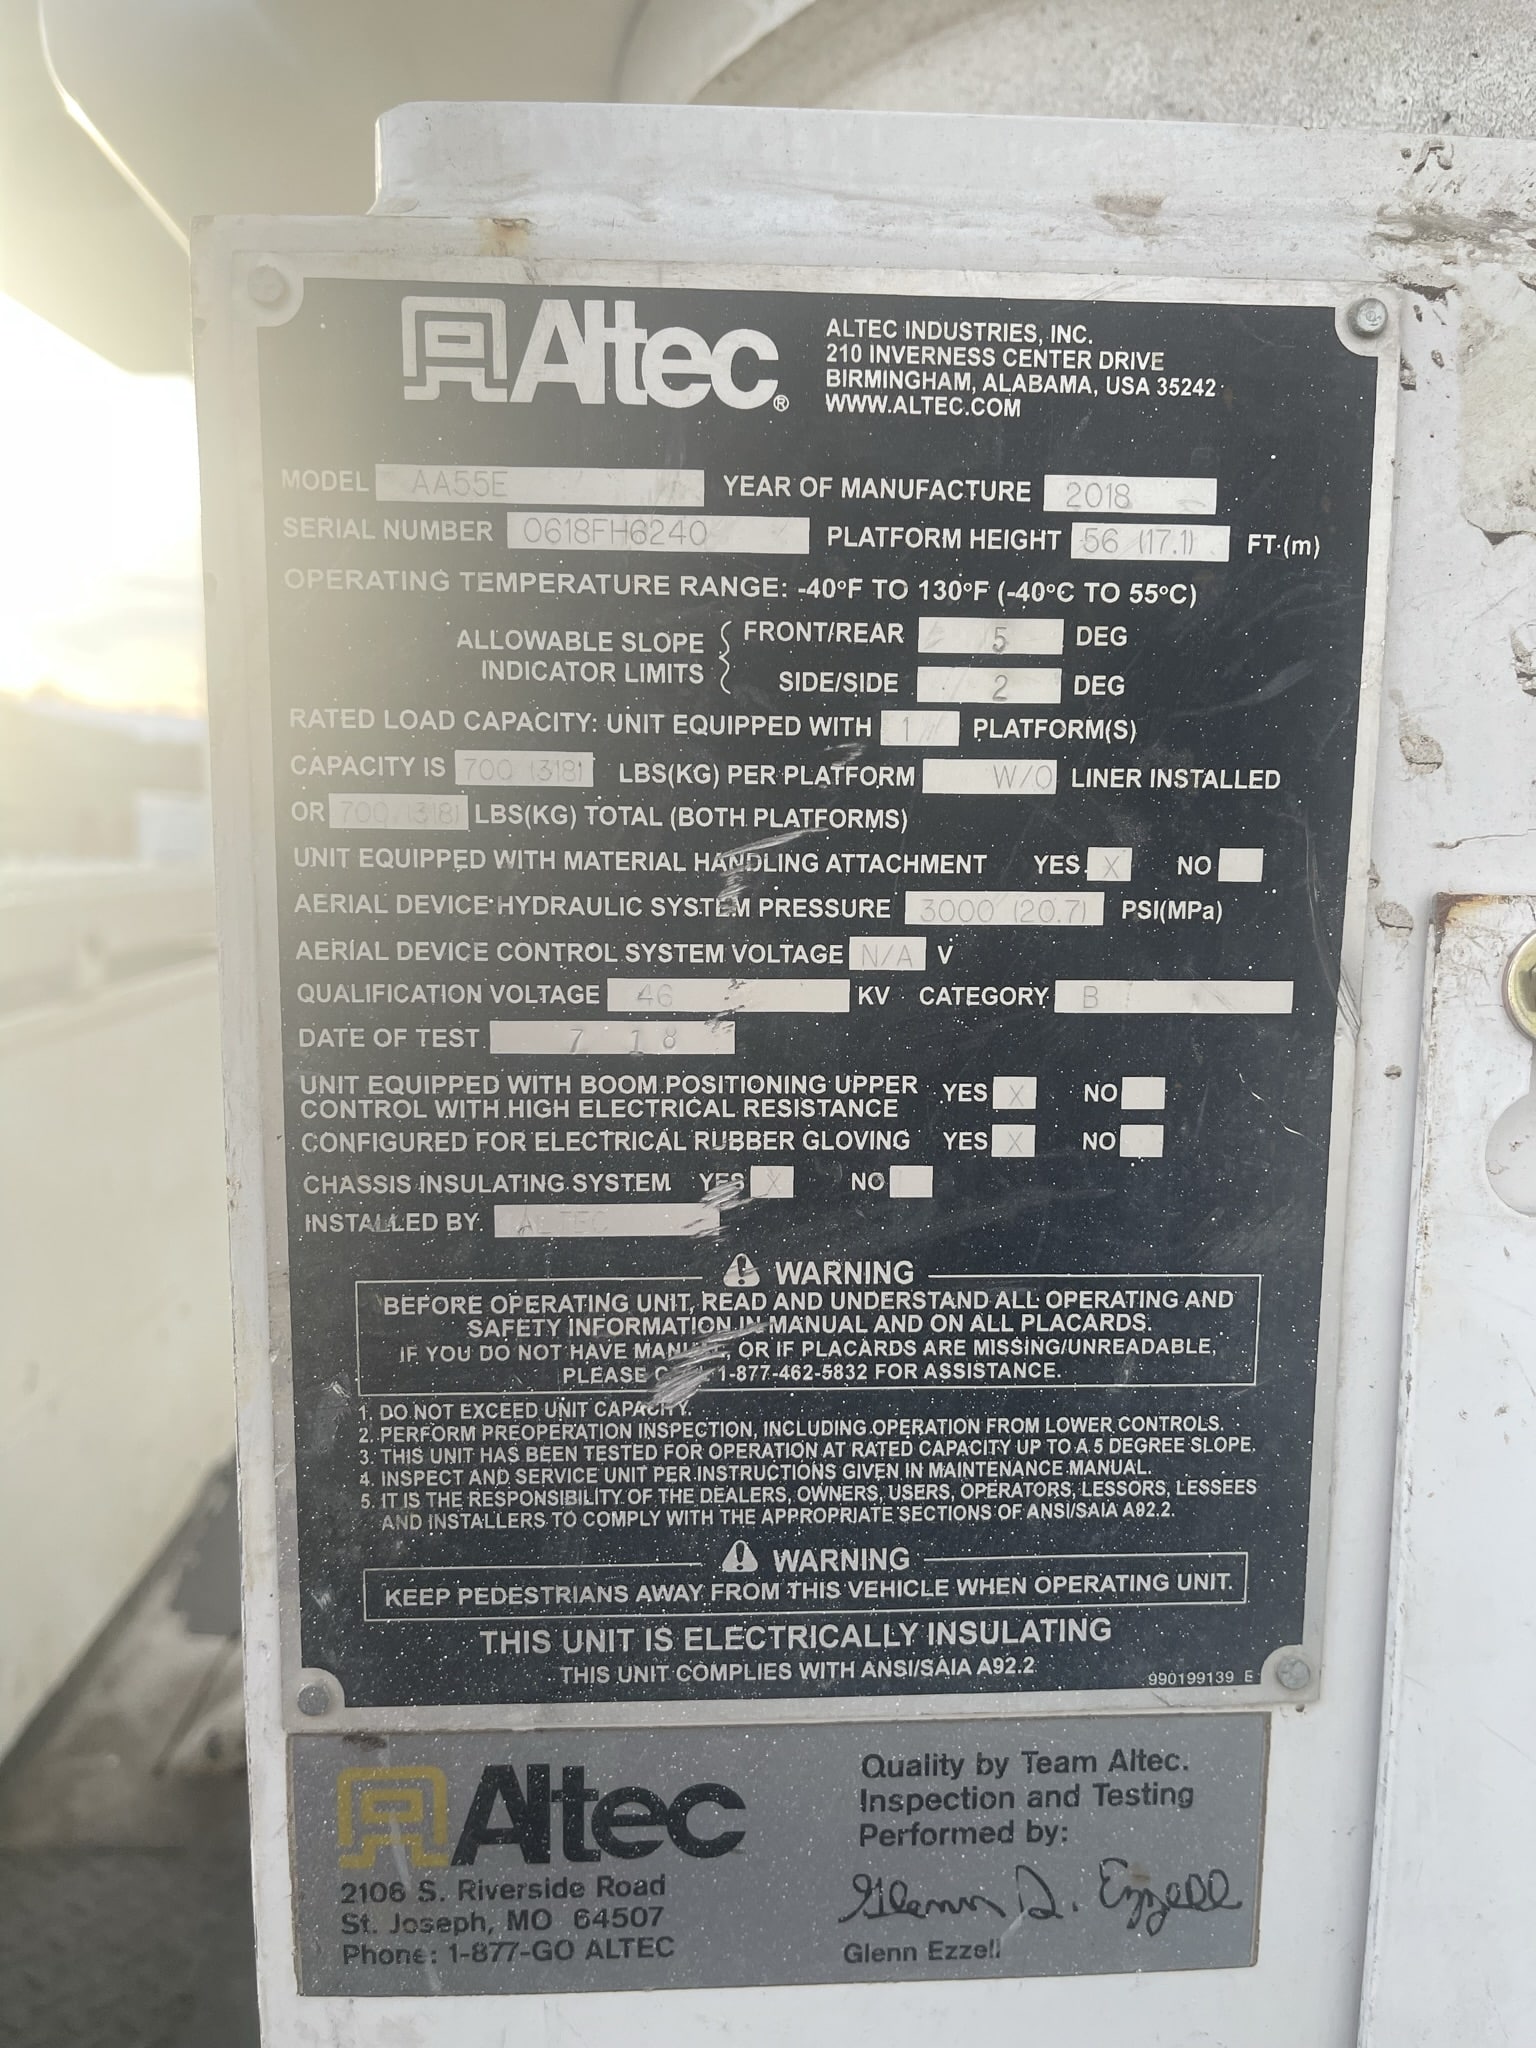 Altec®
ALTEC INDUSTRIES, INC.
210 INVERNESS CENTER DRIVE
BIRMINGHAM, ALABAMA, USA 35242
WWW.ALTEC.COM
MODEL AA55E YEAR OF MANUFACTURE 2018
SERIAL NUMBER 0618FH6240 PLATFORM HEIGHT 56 (17.1) FT.(m)
OPERATING TEMPERATURE RANGE: -40°F TO 130°F (-40°C TO 55°C)
ALLOWABLE SLOPE INDICATOR LIMITS { FRONT/REAR 5 DEG
SIDE/SIDE 2 DEG
RATED LOAD CAPACITY: UNIT EQUIPPED WITH 1 PLATFORM(S)
CAPACITY IS 700 (318) LBS(KG) PER PLATFORM W/O LINER INSTALLED
OR 700 (318) LBS(KG) TOTAL (BOTH PLATFORMS)
UNIT EQUIPPED WITH MATERIAL HANDLING ATTACHMENT YES X NO
AERIAL DEVICE HYDRAULIC SYSTEM PRESSURE 3000 (20.7) PSI(MPa)
AERIAL DEVICE CONTROL SYSTEM VOLTAGE N/A V
QUALIFICATION VOLTAGE 46 KV CATEGORY B
DATE OF TEST 7 18
UNIT EQUIPPED WITH BOOM POSITIONING UPPER
CONTROL WITH HIGH ELECTRICAL RESISTANCE YES X NO
CONFIGURED FOR ELECTRICAL RUBBER GLOVING YES X NO
CHASSIS INSULATING SYSTEM YES X NO
INSTALLED BY ALTEC
WARNING
BEFORE OPERATING UNIT, READ AND UNDERSTAND ALL OPERATING AND
SAFETY INFORMATION IN MANUAL AND ON ALL PLACARDS.
IF YOU DO NOT HAVE MANUAL, OR IF PLACARDS ARE MISSING/UNREADABLE,
PLEASE CALL 1-877-462-5832 FOR ASSISTANCE.
1. DO NOT EXCEED UNIT CAPACITY.
2. PERFORM PREOPERATION INSPECTION, INCLUDING OPERATION FROM LOWER CONTROLS.
3. THIS UNIT HAS BEEN TESTED FOR OPERATION AT RATED CAPACITY UP TO A 5 DEGREE SLOPE.
4. INSPECT AND SERVICE UNIT PER INSTRUCTIONS GIVEN IN MAINTENANCE MANUAL.
5. IT IS THE RESPONSIBILITY OF THE DEALERS, OWNERS, USERS, OPERATORS, LESSORS, LESSEES
AND INSTALLERS TO COMPLY WITH THE APPROPRIATE SECTIONS OF ANSI/SAIA A92.2.
WARNING
KEEP PEDESTRIANS AWAY FROM THIS VEHICLE WHEN OPERATING UNIT.
THIS UNIT IS ELECTRICALLY INSULATING
THIS UNIT COMPLIES WITH ANSI/SAIA A92.2
990199139 E
Altec
2106 S. Riverside Road
St. Joseph, MO 64507
Phone: 1-877-GO ALTEC
Quality by Team Altec.
Inspection and Testing
Performed by:
Glenn D. Ezzell
Glenn Ezzell